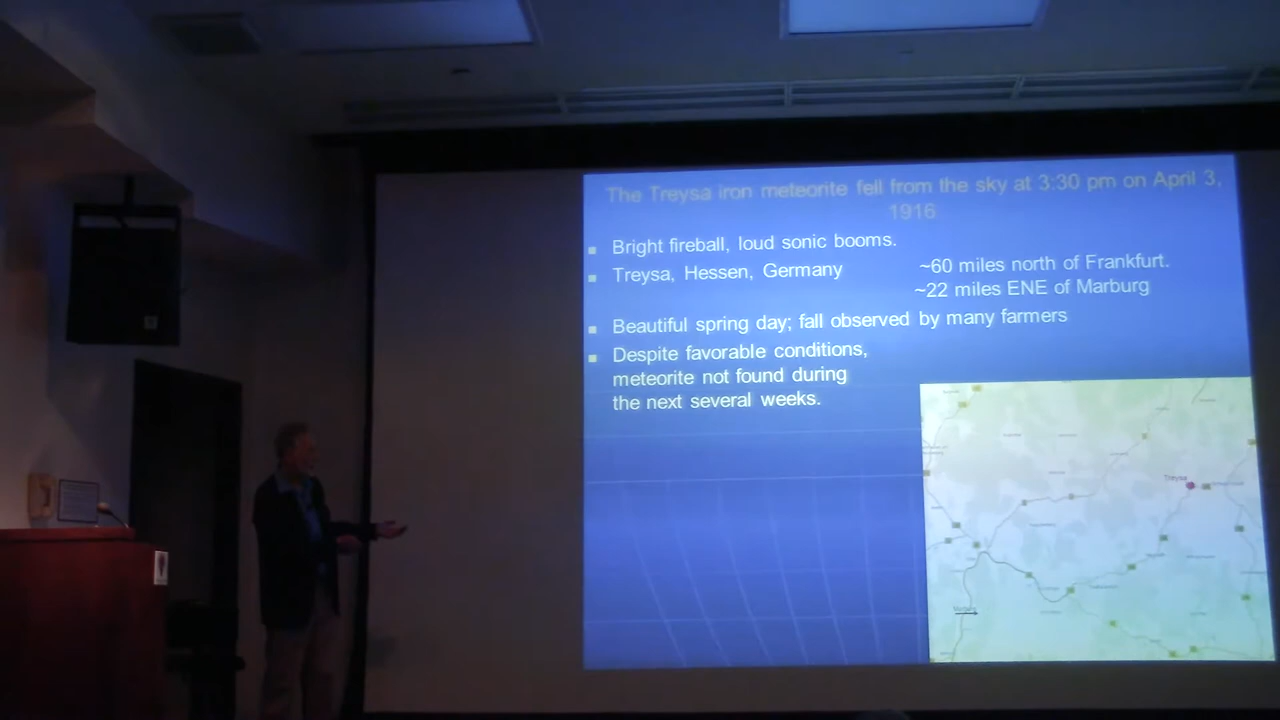 The Treysa iron meteorite fell from the sky at 3:30 pm on April 3,
1916
Bright fireball, loud sonic booms.
Treysa, Hessen, Germany
~60 miles north of Frankfurt.
~22 miles ENE of Marburg
Beautiful spring day; fall observed by many farmers
Despite favorable conditions,
meteorite not found during
the next several weeks.
Treysa